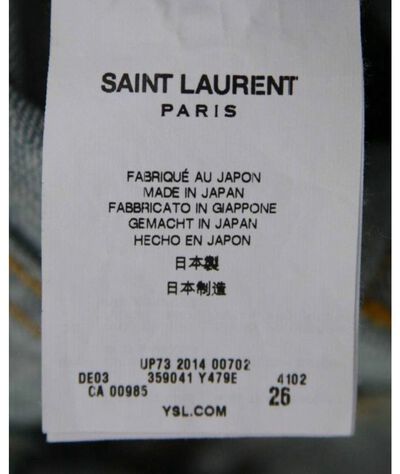 SAINT LAURENT
PARIS
FABRIQUÉ AU JAPON
MADE IN JAPAN
FABBRICATO IN GIAPPONE
GEMACHT IN JAPAN
HECHO EN JAPON
日本製
日本制造
UP73 2014 00702
DE03 359041 Y479E 4102
CA 00985 26
YSL.COM